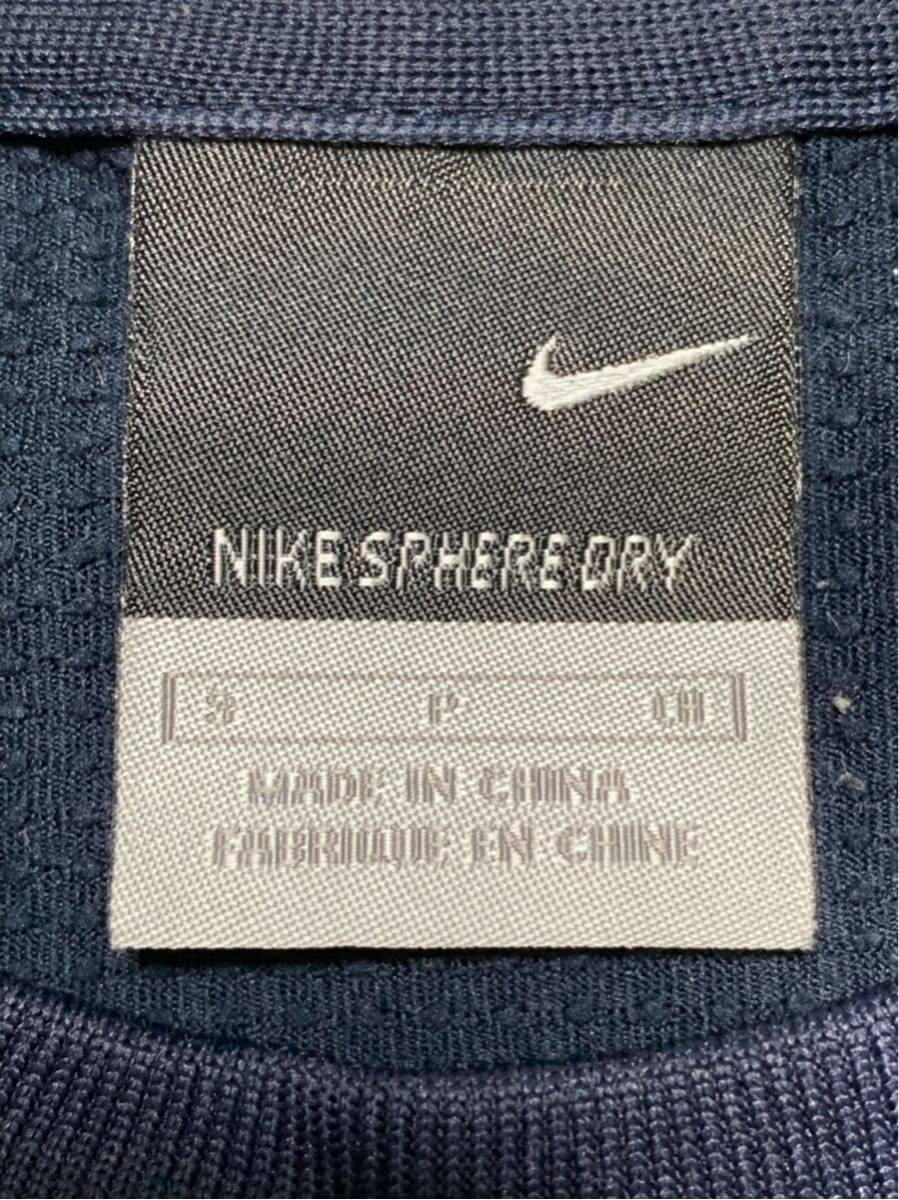 NIKE SPHERE DRY
S P CH
MADE IN CHINA
FABRIQUE EN CHINE